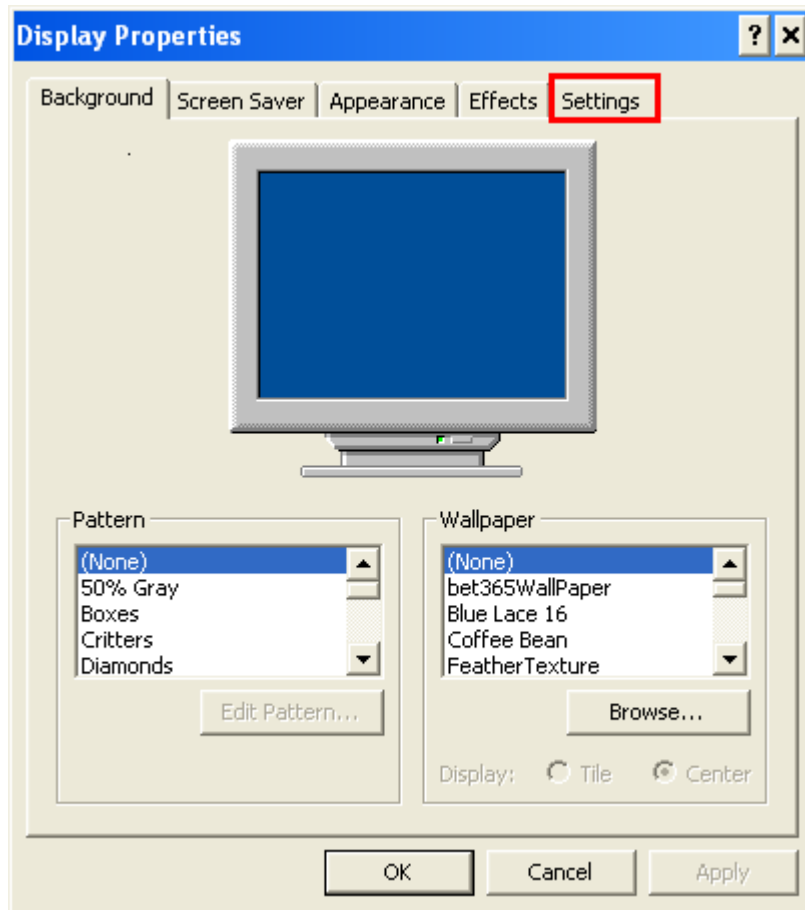 Display Properties
Background Screen Saver Appearance Effects Settings
Pattern
(None)
50% Gray
Boxes
Critters
Diamonds
Edit Pattern...
Wallpaper
(None)
bet365WallPaper
Blue Lace 16
Coffee Bean
FeatherTexture
Browse...
Display: Tile Center
OK Cancel Apply